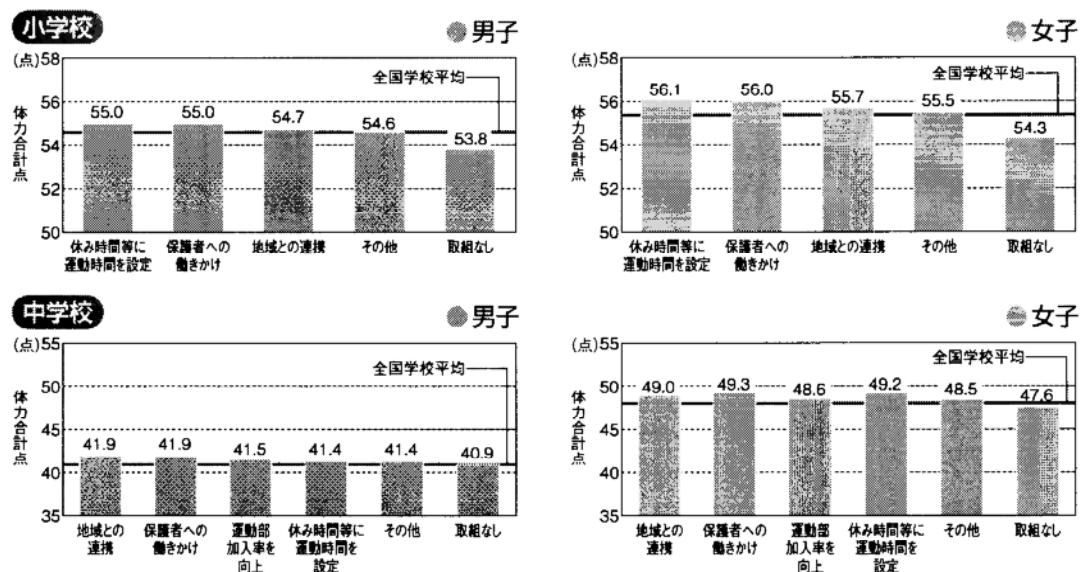 小学校
男子
(点)58
56
54
52
50
体力合計点
全国学校平均
55.0
55.0
54.7
54.6
53.8
休み時間等に
運動時間を設定
保護者への
働きかけ
地域との連携
その他
取組なし
女子
(点)58
56
54
52
50
体力合計点
全国学校平均
56.1
56.0
55.7
55.5
54.3
休み時間等に
運動時間を設定
保護者への
働きかけ
地域との連携
その他
取組なし
中学校
男子
(点)55
50
45
40
35
体力合計点
全国学校平均
41.9
41.9
41.5
41.4
41.4
40.9
地域との
連携
保護者への
働きかけ
運動部
加入率を
向上
休み時間等に
運動時間を
設定
その他
取組なし
女子
(点)55
50
45
40
35
体力合計点
全国学校平均
49.0
49.3
48.6
49.2
48.5
47.6
地域との
連携
保護者への
働きかけ
運動部
加入率を
向上
休み時間等に
運動時間を
設定
その他
取組なし